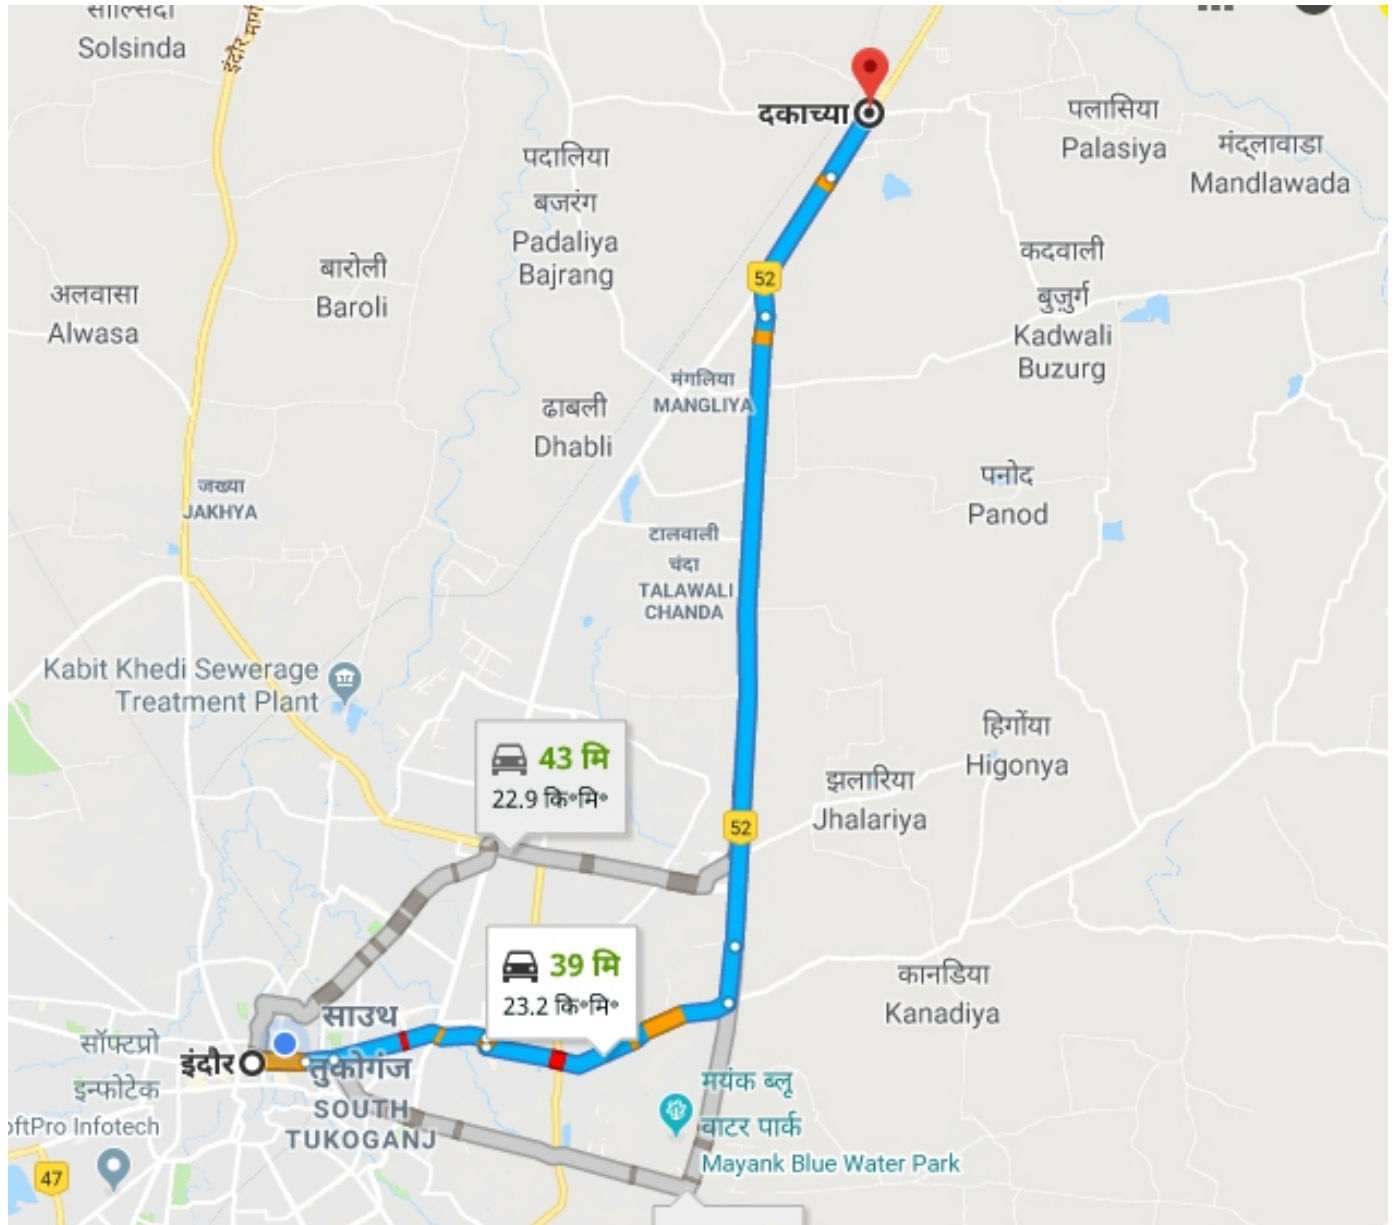 सोल्सिंदा
Solsinda
इंदौर
दकाच्या
पलासिया
Palasiya
मंद्लावाडा
Mandlawada
पदालिया
बजरंग
Padaliya
Bajrang
बारोली
Baroli
अलवासा
Alwasa
52
कदवाली
बुज़ुर्ग
Kadwali
Buzurg
मंगलिया
MANGLIYA
ढाबली
Dhabli
जख्या
JAKHYA
पनोद
Panod
टालवाली
चंदा
TALAWALI
CHANDA
Kabit Khedi Sewerage
Treatment Plant
43 मि
22.9 कि॰मि॰
हिगोंया
Higonya
झलारिया
Jhalariya
52
39 मि
23.2 कि॰मि॰
कानडिया
Kanadiya
साउथ
तुकोगंज
SOUTH
TUKOGANJ
इंदौर
सॉफ्टप्रो
इन्फोटेक
oftPro Infotech
47
मयंक ब्लू
वाटर पार्क
Mayank Blue Water Park